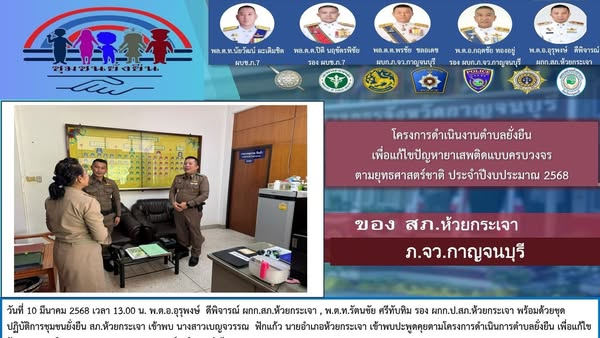 ชุมชนยั่งยืน
พล.ต.ท.นัยวัฒน์ ผะเดิมชิต
ผบช.ภ.7
พล.ต.ต.ปิติ นฤขัตรพิชัย
รอง ผบช.ภ.7
พล.ต.ต.พรชัย ชลอเดช
ผบก.ภ.จว.กาญจนบุรี
พ.ต.อ.กฤตชัย ทองอยู่
รอง ผบก.ภ.จว.กาญจนบุรี
พ.ต.อ.อุรุพงษ์ ดีพิจารณ์
ผกก.สภ.ห้วยกระเจา
POLICE
โครงการดำเนินงานตำบลยั่งยืน
เพื่อแก้ไขปัญหายาเสพติดแบบครบวงจร
ตามยุทธศาสตร์ชาติ ประจำปีงบประมาณ 2568
ของ สภ.ห้วยกระเจา
ภ.จว.กาญจนบุรี
วันที่ 10 มีนาคม 2568 เวลา 13.00 น. พ.ต.อ.อุรุพงษ์ ดีพิจารณ์ ผกก.สภ.ห้วยกระเจา , พ.ต.ท.รัตนชัย ศรีทับทิม รอง ผกก.ป.สภ.ห้วยกระเจา พร้อมด้วยชุด
ปฏิบัติการชุมชนยั่งยืน สภ.ห้วยกระเจา เข้าพบ นางสาวเบญจวรรณ ฟักแก้ว นายอำเภอห้วยกระเจา เข้าพบปะพูดคุยตามโครงการดำเนินการตำบลยั่งยืน เพื่อแก้ไข